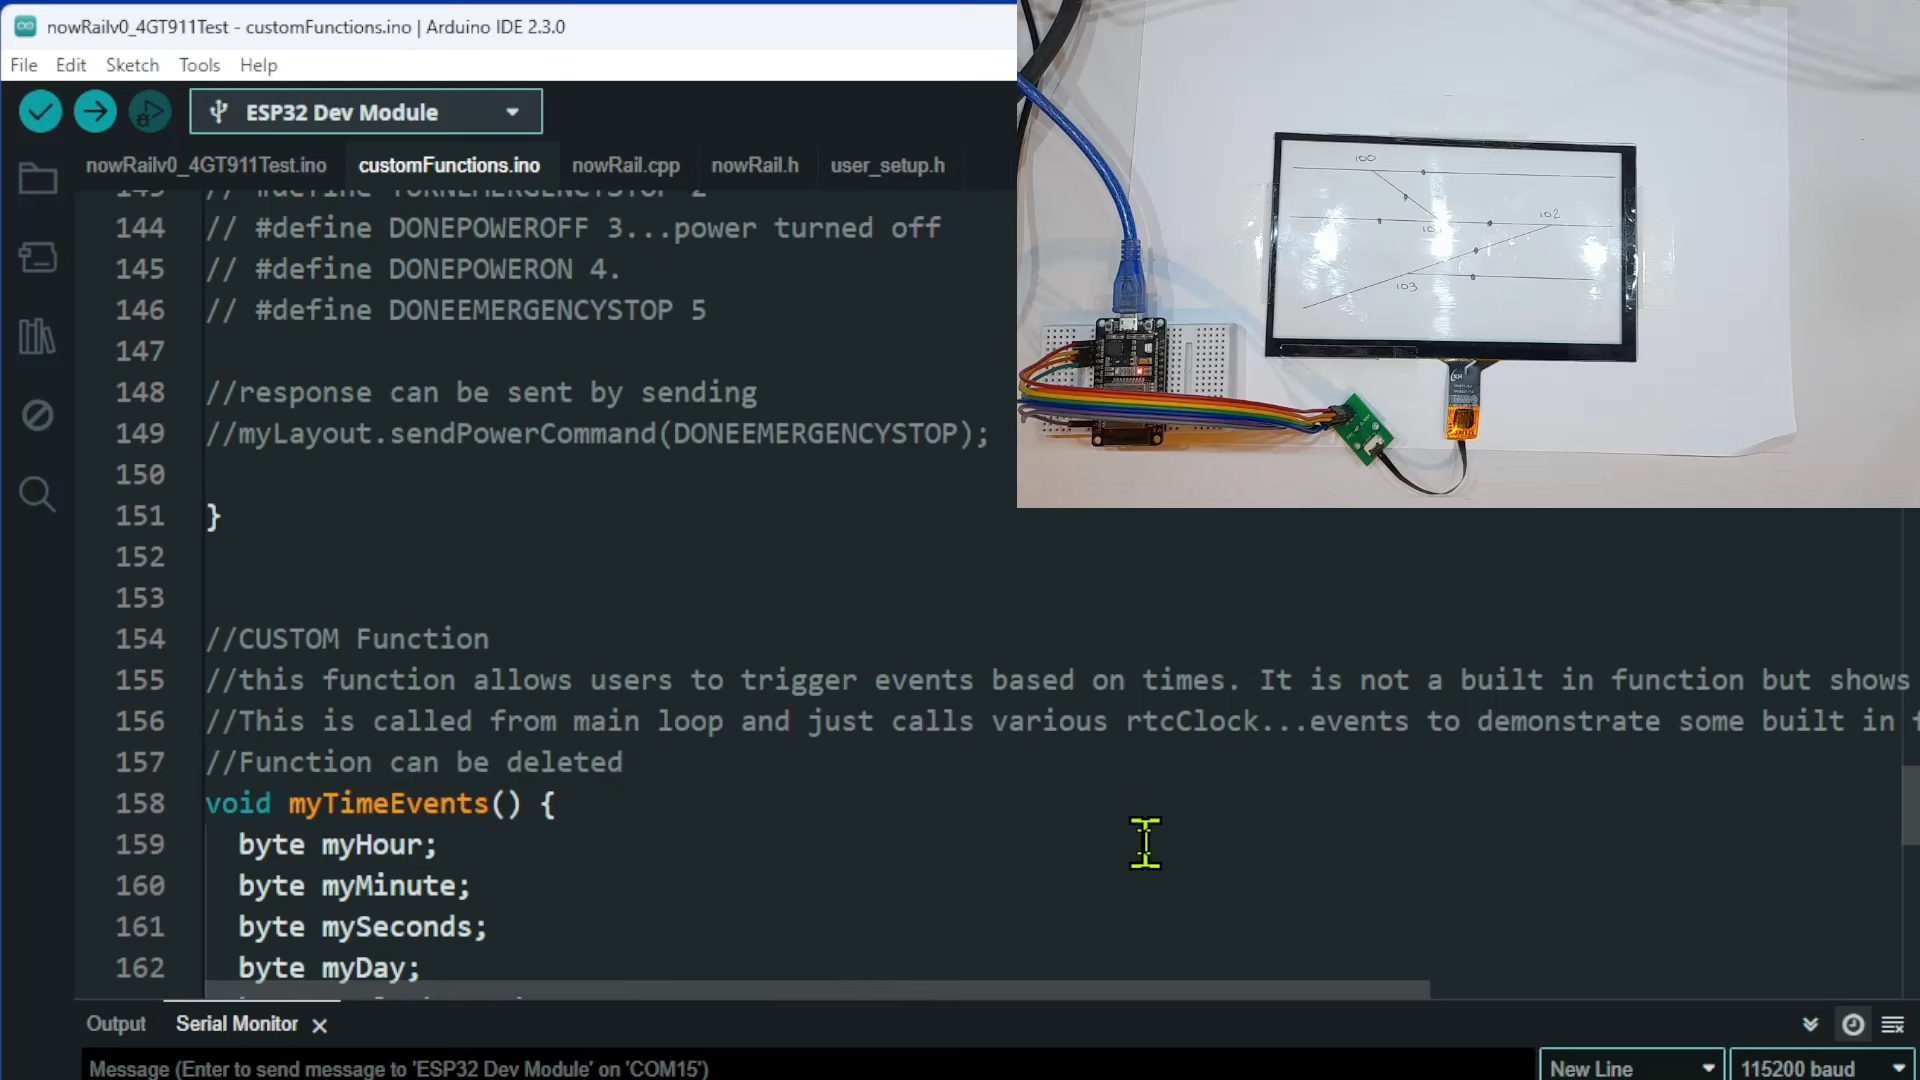 nowRailv0_4GT911Test - customFunctions.ino | Arduino IDE 2.3.0
File Edit Sketch Tools Help
ESP32 Dev Module
nowRailv0_4GT911Test.ino customFunctions.ino nowRail.cpp nowRail.h user_setup.h
144 // #define DONEPOWEROFF 3...power turned off
145 // #define DONEPOWERON 4.
146 // #define DONEEMERGENCYSTOP 5
147
148 //response can be sent by sending
149 //myLayout.sendPowerCommand(DONEEMERGENCYSTOP);
150
151 }
152
153
154 //CUSTOM Function
155 //this function allows users to trigger events based on times. It is not a built in function but shows
156 //This is called from main loop and just calls various rtcClock...events to demonstrate some built in
157 //Function can be deleted
158 void myTimeEvents() {
159 byte myHour;
160 byte myMinute;
161 byte mySeconds;
162 byte myDay;
Output Serial Monitor
Message (Enter to send message to 'ESP32 Dev Module' on 'COM15')
New Line 115200 baud
100
102
103